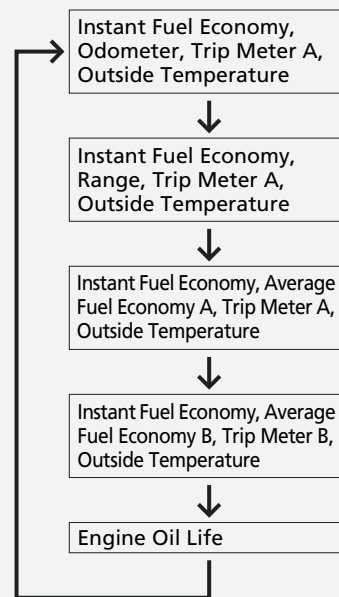 Instant Fuel Economy,
Odometer, Trip Meter A,
Outside Temperature
Instant Fuel Economy,
Range, Trip Meter A,
Outside Temperature
Instant Fuel Economy, Average
Fuel Economy A, Trip Meter A,
Outside Temperature
Instant Fuel Economy, Average
Fuel Economy B, Trip Meter B,
Outside Temperature
Engine Oil Life